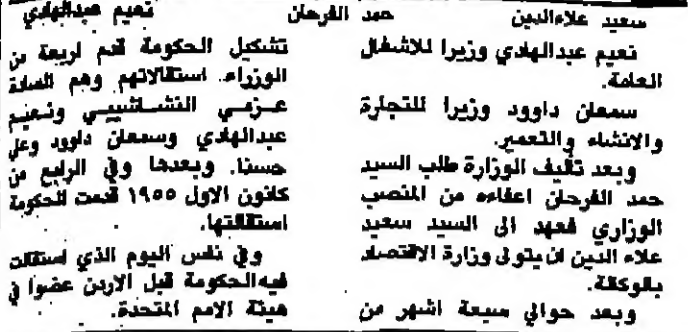 سعيد علاءالدين
حمد الفرحان
نعيم عبدالهادي
نعيم عبدالهادي وزيرا للاشغال
العامة.
سمعان داوود وزيرا للتجارة
والانشاء والتعمير.
وبعد تأليف الوزارة طلب السيد
حمد الفرحان اعفاءه من المنصب
الوزاري فعهد الى السيد سعيد
علاء الدين ان يتولى وزارة الاقتصاد
بالوكالة.
وبعد حوالي سبعة اشهر من
تشكيل الحكومة قدم اربعة من
الوزراء استقالاتهم وهم السادة
عزمي النشاشيبي ونعيم
عبدالهادي وسمعان داوود وعلي
حسنا. وبعدها وفي الرابع من
كانون الاول ١٩٥٥ قدمت الحكومة
استقالتها.
وفي نفس اليوم الذي استقالت
فيه الحكومة قبل الاردن عضوا في
هيئة الامم المتحدة.